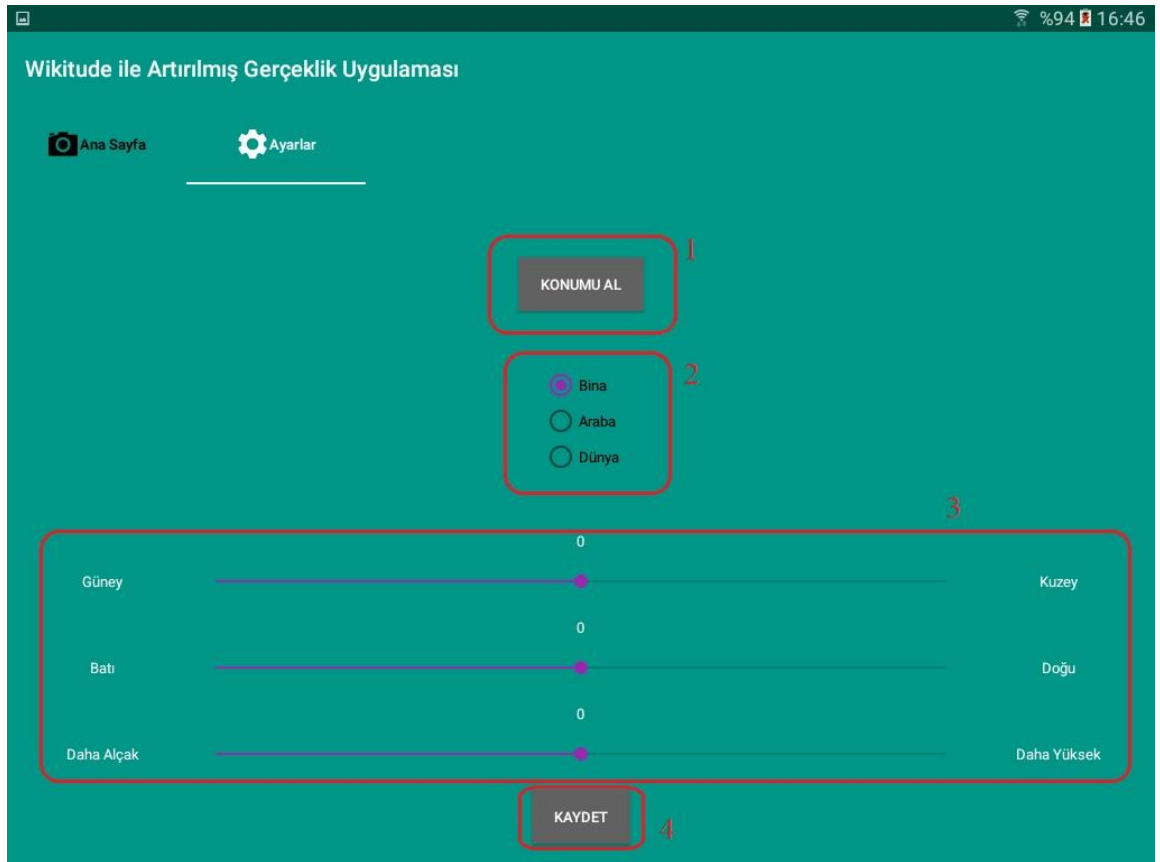 %94 16:46
Wikitude ile Artırılmış Gerçeklik Uygulaması
Ana Sayfa Ayarlar
1
KONUMU AL
2
Bina
Araba
Dünya
3
0
Güney Kuzey
0
Batı Doğu
0
Daha Alçak Daha Yüksek
KAYDET
4